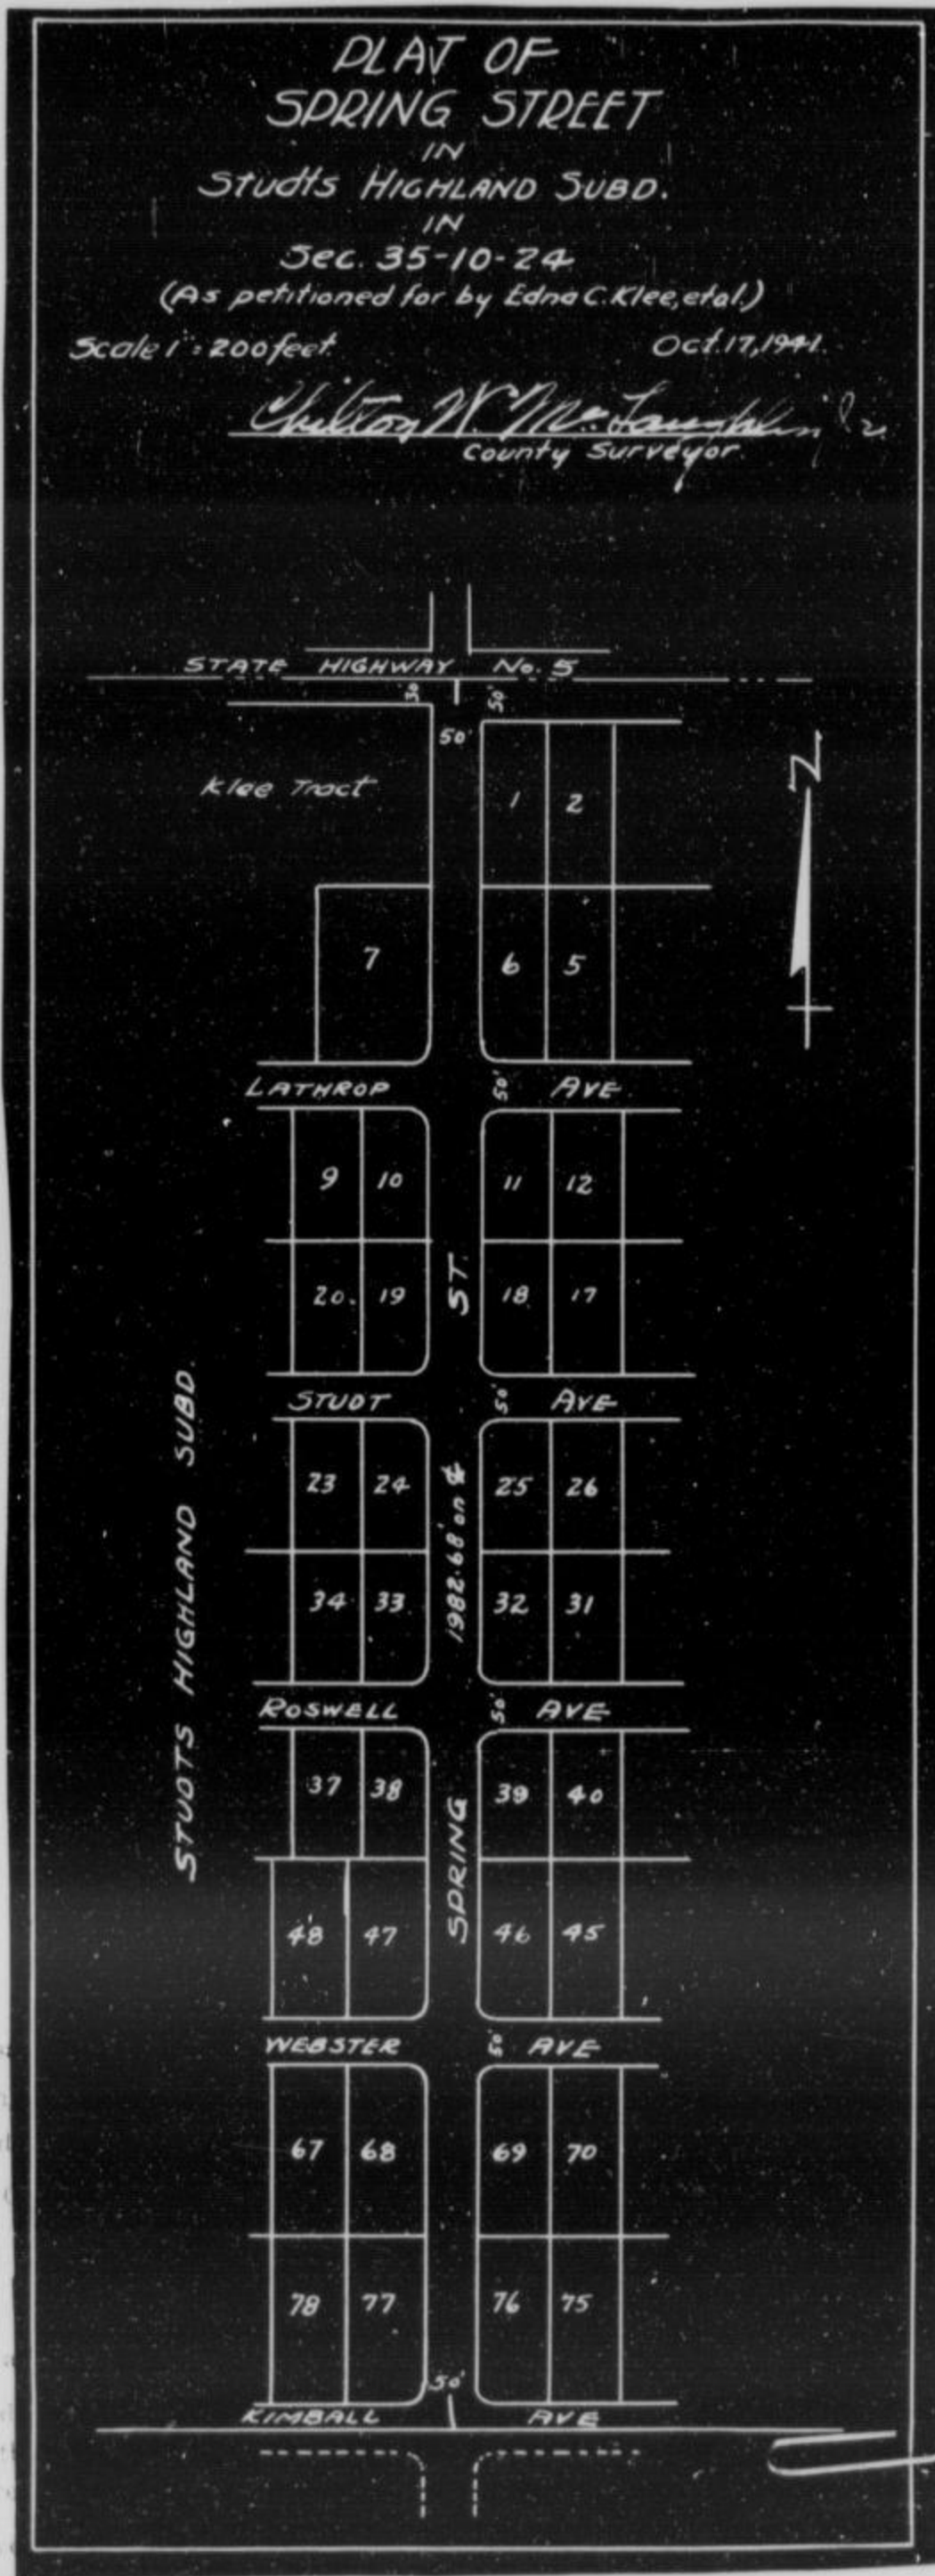 PLAT OF
SPRING STREET
IN
Studts HIGHLAND SUBD.
IN
Sec. 35-10-24
(As petitioned for by Edna C. Klee, et al.)
Scale 1" = 200 feet. Oct. 17, 1941.
Chilton W. McLaughlin Jr.
County Surveyor.
STATE HIGHWAY No. 5
30' 50'
50'
Klee Tract
1 2
N
7 6 5
LATHROP 50' AVE.
9 10 11 12
ST.
20. 19 18 17
STUDT 50' AVE
23 24 25 26
1982.68' on ℄
34 33 32 31
STUDTS HIGHLAND SUBD.
ROSWELL 50' AVE
37 38 39 40
SPRING
48 47 46 45
WEBSTER 50' AVE
67 68 69 70
78 77 76 75
50'
KIMBALL AVE